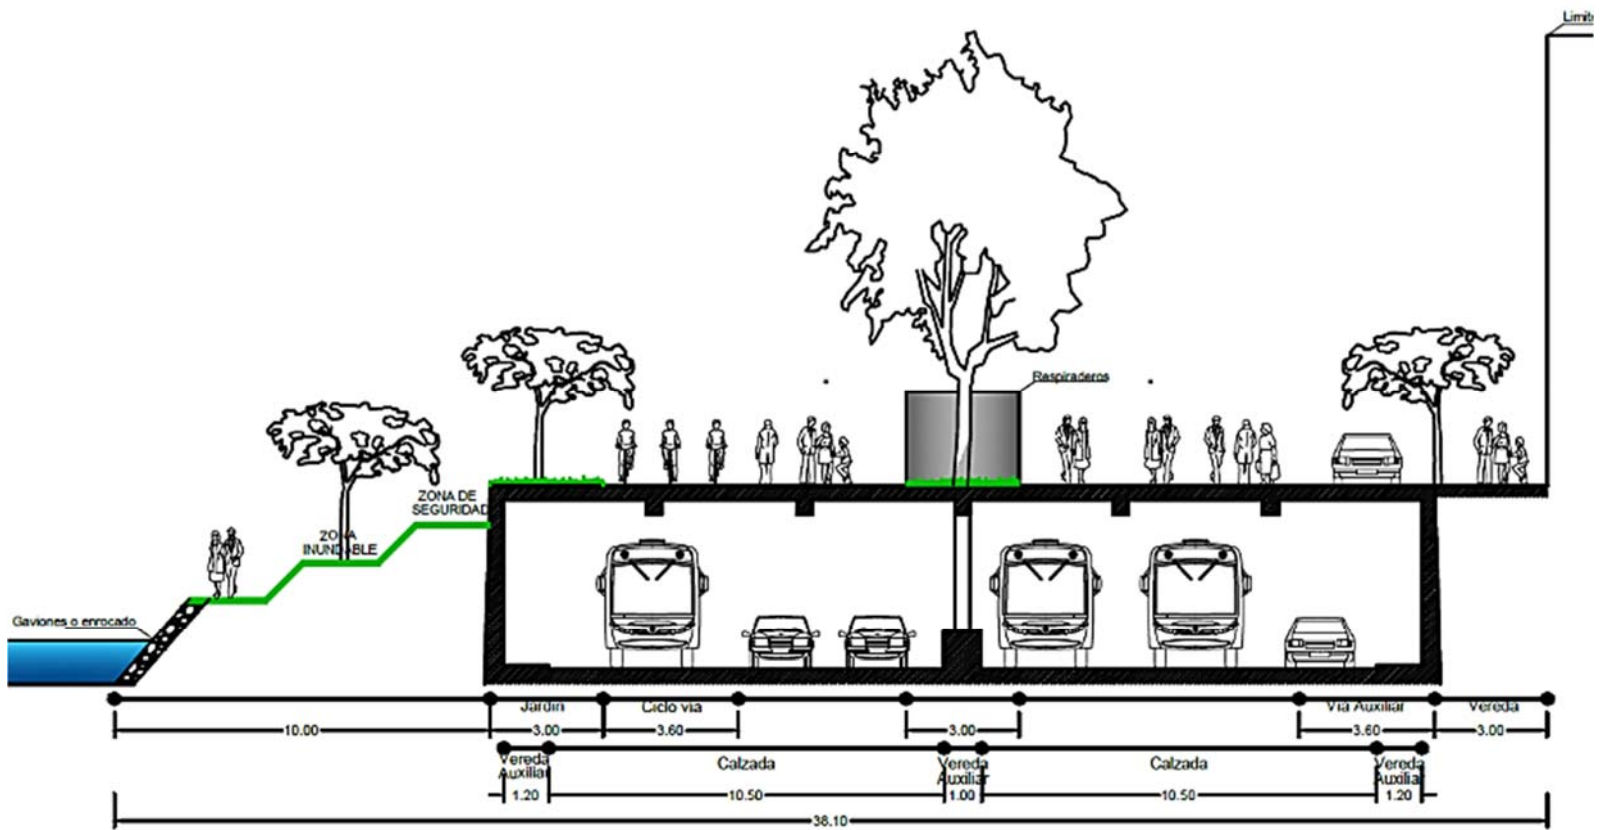 Limit
Respiraderos
ZONA DE
SEGURIDAD
ZONA
INUNDABLE
Gaviones o enrocado
Jardin
Ciclo via
Via Auxiliar
Vereda
10.00
3.00
3.60
3.00
3.60
3.00
Vereda
Auxiliar
Calzada
Vereda
Auxiliar
Calzada
Vereda
Auxiliar
1.20
10.50
1.00
10.50
1.20
38.10